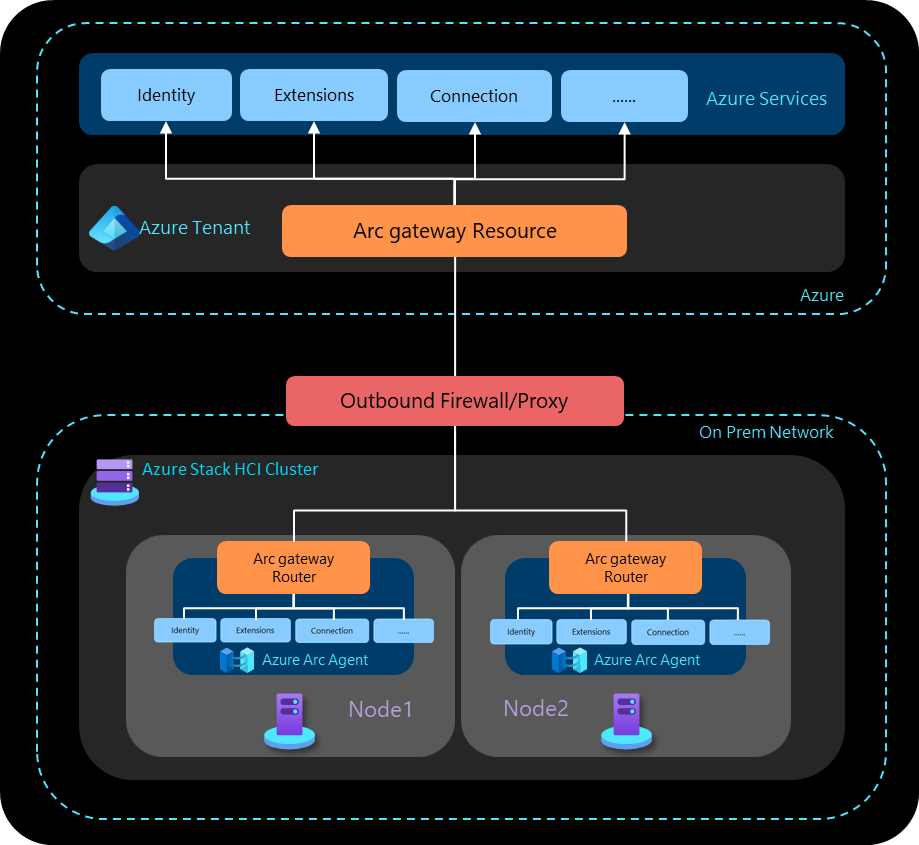 Identity
Extensions
Connection
......
Azure Services
Azure Tenant
Arc gateway Resource
Azure
Outbound Firewall/Proxy
On Prem Network
Azure Stack HCI Cluster
Arc gateway
Router
Identity
Extensions
Connection
......
Azure Arc Agent
Node1
Arc gateway
Router
Identity
Extensions
Connection
......
Azure Arc Agent
Node2